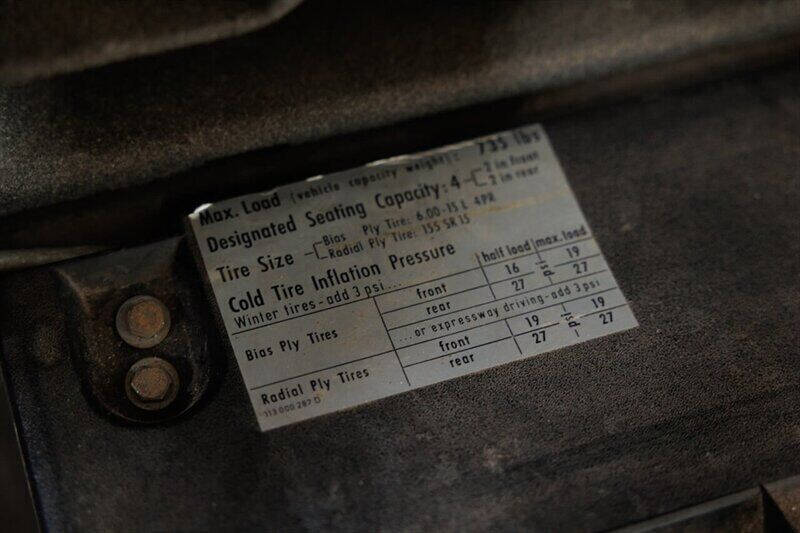 Max. Load (vehicle capacity weight): 735 lbs
Designated Seating Capacity: 4 2 in front
2 in rear
Tire Size Bias Ply Tire: 6.00-15 L 4PR
Radial Ply Tire: 155 SR 15
Cold Tire Inflation Pressure half load max. load
Winter tires - add 3 psi ... front 16 psi 19
Bias Ply Tires rear 27 27
... or expressway driving - add 3 psi
Radial Ply Tires front 19 psi 19
rear 27 27
113 000 287 D